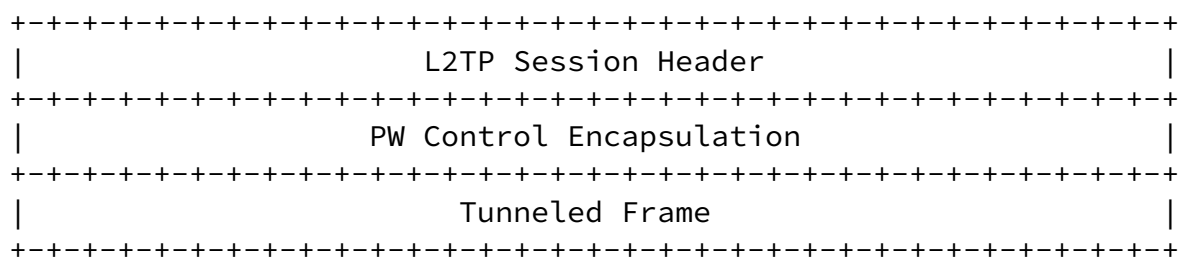 +-+-+-+-+-+-+-+-+-+-+-+-+-+-+-+-+-+-+-+-+-+-+-+-+-+-+-+-+-+-+-+-+
|                      L2TP Session Header                      |
+-+-+-+-+-+-+-+-+-+-+-+-+-+-+-+-+-+-+-+-+-+-+-+-+-+-+-+-+-+-+-+-+
|                   PW Control Encapsulation                    |
+-+-+-+-+-+-+-+-+-+-+-+-+-+-+-+-+-+-+-+-+-+-+-+-+-+-+-+-+-+-+-+-+
|                        Tunneled Frame                         |
+-+-+-+-+-+-+-+-+-+-+-+-+-+-+-+-+-+-+-+-+-+-+-+-+-+-+-+-+-+-+-+-+